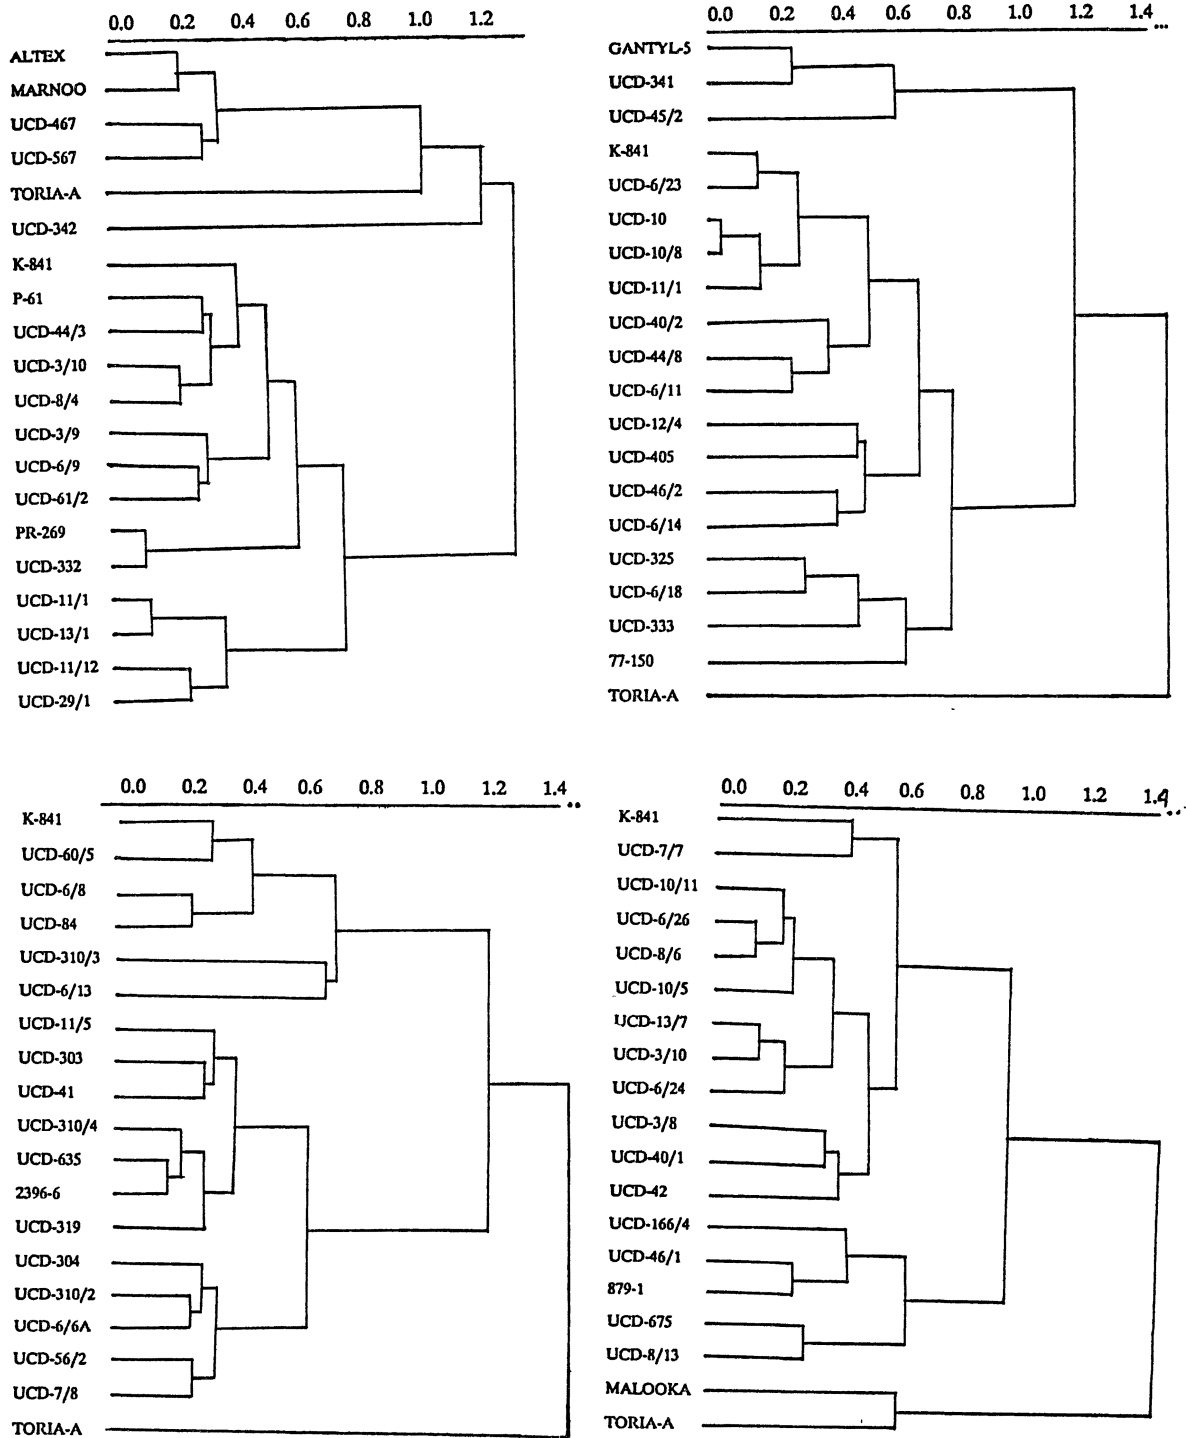 0.0 0.2 0.4 0.6 0.8 1.0 1.2
ALTEX
MARNOO
UCD-467
UCD-567
TORIA-A
UCD-342
K-841
P-61
UCD-44/3
UCD-3/10
UCD-8/4
UCD-3/9
UCD-6/9
UCD-61/2
PR-269
UCD-332
UCD-11/1
UCD-13/1
UCD-11/12
UCD-29/1
0.0 0.2 0.4 0.6 0.8 1.0 1.2 1.4 ...
GANTYL-5
UCD-341
UCD-45/2
K-841
UCD-6/23
UCD-10
UCD-10/8
UCD-11/1
UCD-40/2
UCD-44/8
UCD-6/11
UCD-12/4
UCD-405
UCD-46/2
UCD-6/14
UCD-325
UCD-6/18
UCD-333
77-150
TORIA-A
0.0 0.2 0.4 0.6 0.8 1.0 1.2 1.4 ..
K-841
UCD-60/5
UCD-6/8
UCD-84
UCD-310/3
UCD-6/13
UCD-11/5
UCD-303
UCD-41
UCD-310/4
UCD-635
2396-6
UCD-319
UCD-304
UCD-310/2
UCD-6/6A
UCD-56/2
UCD-7/8
TORIA-A
0.0 0.2 0.4 0.6 0.8 1.0 1.2 1.4 ..
K-841
UCD-7/7
UCD-10/11
UCD-6/26
UCD-8/6
UCD-10/5
UCD-13/7
UCD-3/10
UCD-6/24
UCD-3/8
UCD-40/1
UCD-42
UCD-166/4
UCD-46/1
879-1
UCD-675
UCD-8/13
MALOOKA
TORIA-A